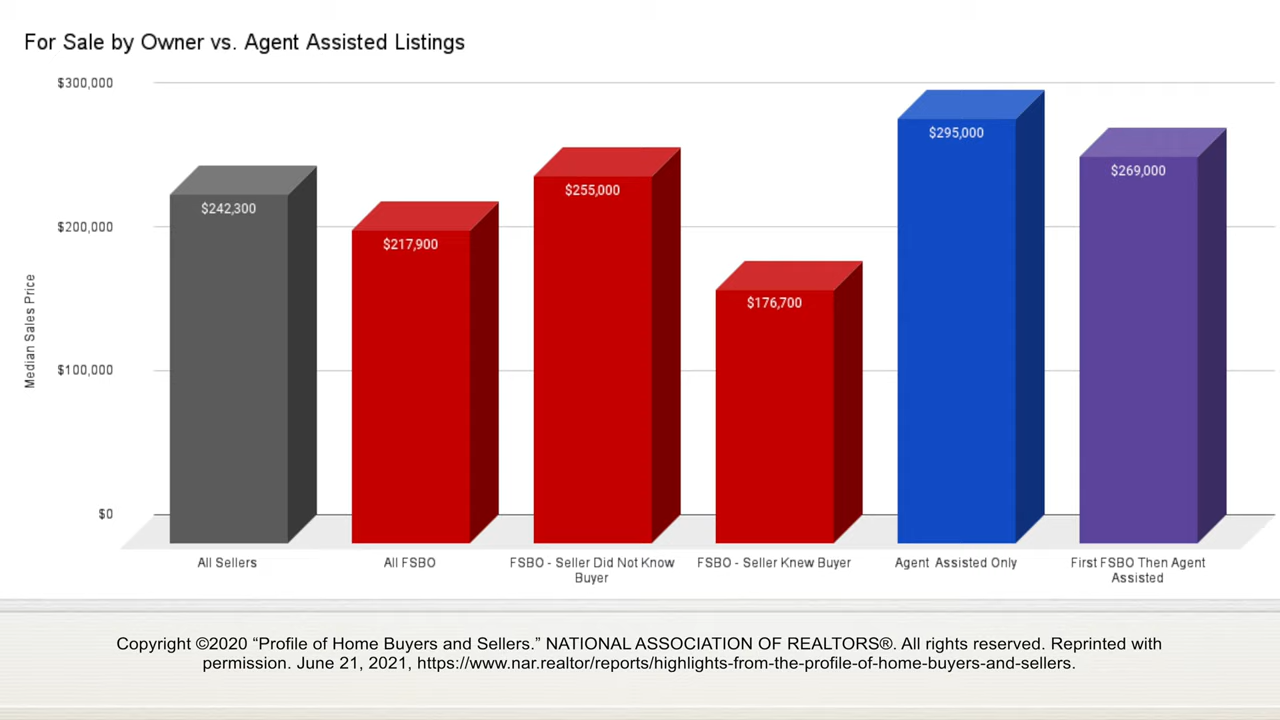 For Sale by Owner vs. Agent Assisted Listings
$300,000
$200,000
$100,000
$0
Median Sales Price
$242,300
$217,900
$255,000
$176,700
$295,000
$269,000
All Sellers
All FSBO
FSBO - Seller Did Not Know
Buyer
FSBO - Seller Knew Buyer
Agent Assisted Only
First FSBO Then Agent
Assisted
Copyright ©2020 “Profile of Home Buyers and Sellers.” NATIONAL ASSOCIATION OF REALTORS®. All rights reserved. Reprinted with
permission. June 21, 2021, https://www.nar.realtor/reports/highlights-from-the-profile-of-home-buyers-and-sellers.